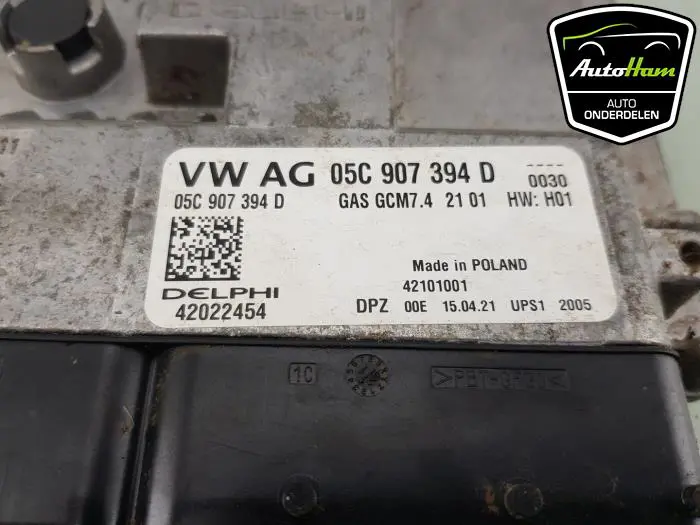 AutoHam
AUTO
ONDERDELEN
VW AG 05C 907 394 D
----
0030
05C 907 394 D GAS GCM7.4 21 01 HW: H01
Made in POLAND
DELPHI
42101001
42022454
DPZ 00E 15.04.21 UPS1 2005
1C